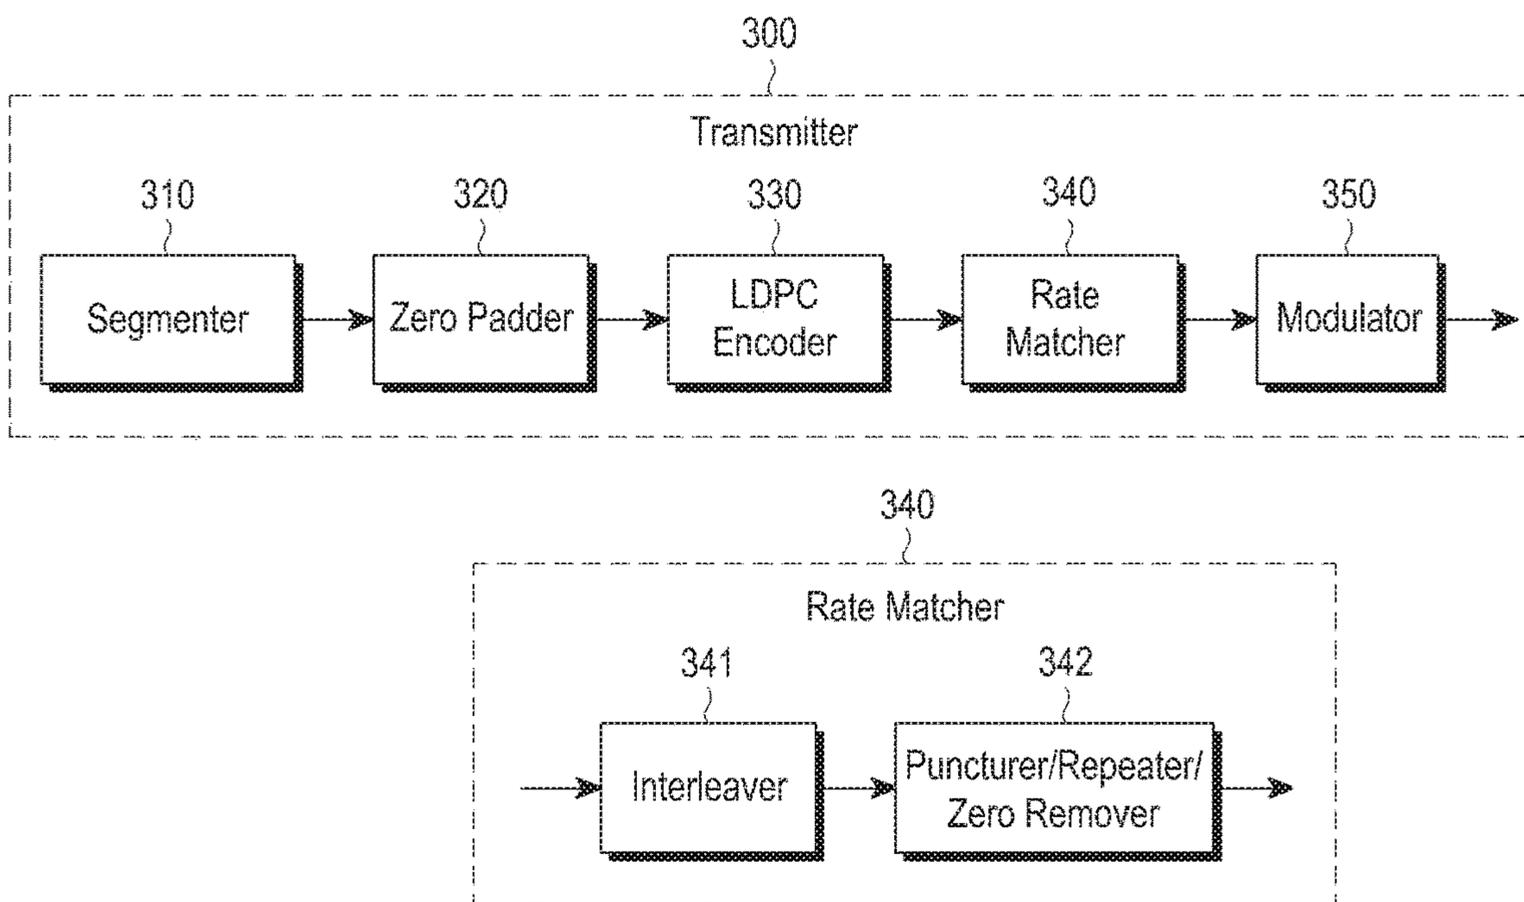 300
Transmitter
310
320
330
340
350
Segmenter
Zero Padder
LDPC
Encoder
Rate
Matcher
Modulator
340
Rate Matcher
341
342
Interleaver
Puncturer/Repeater/
Zero Remover